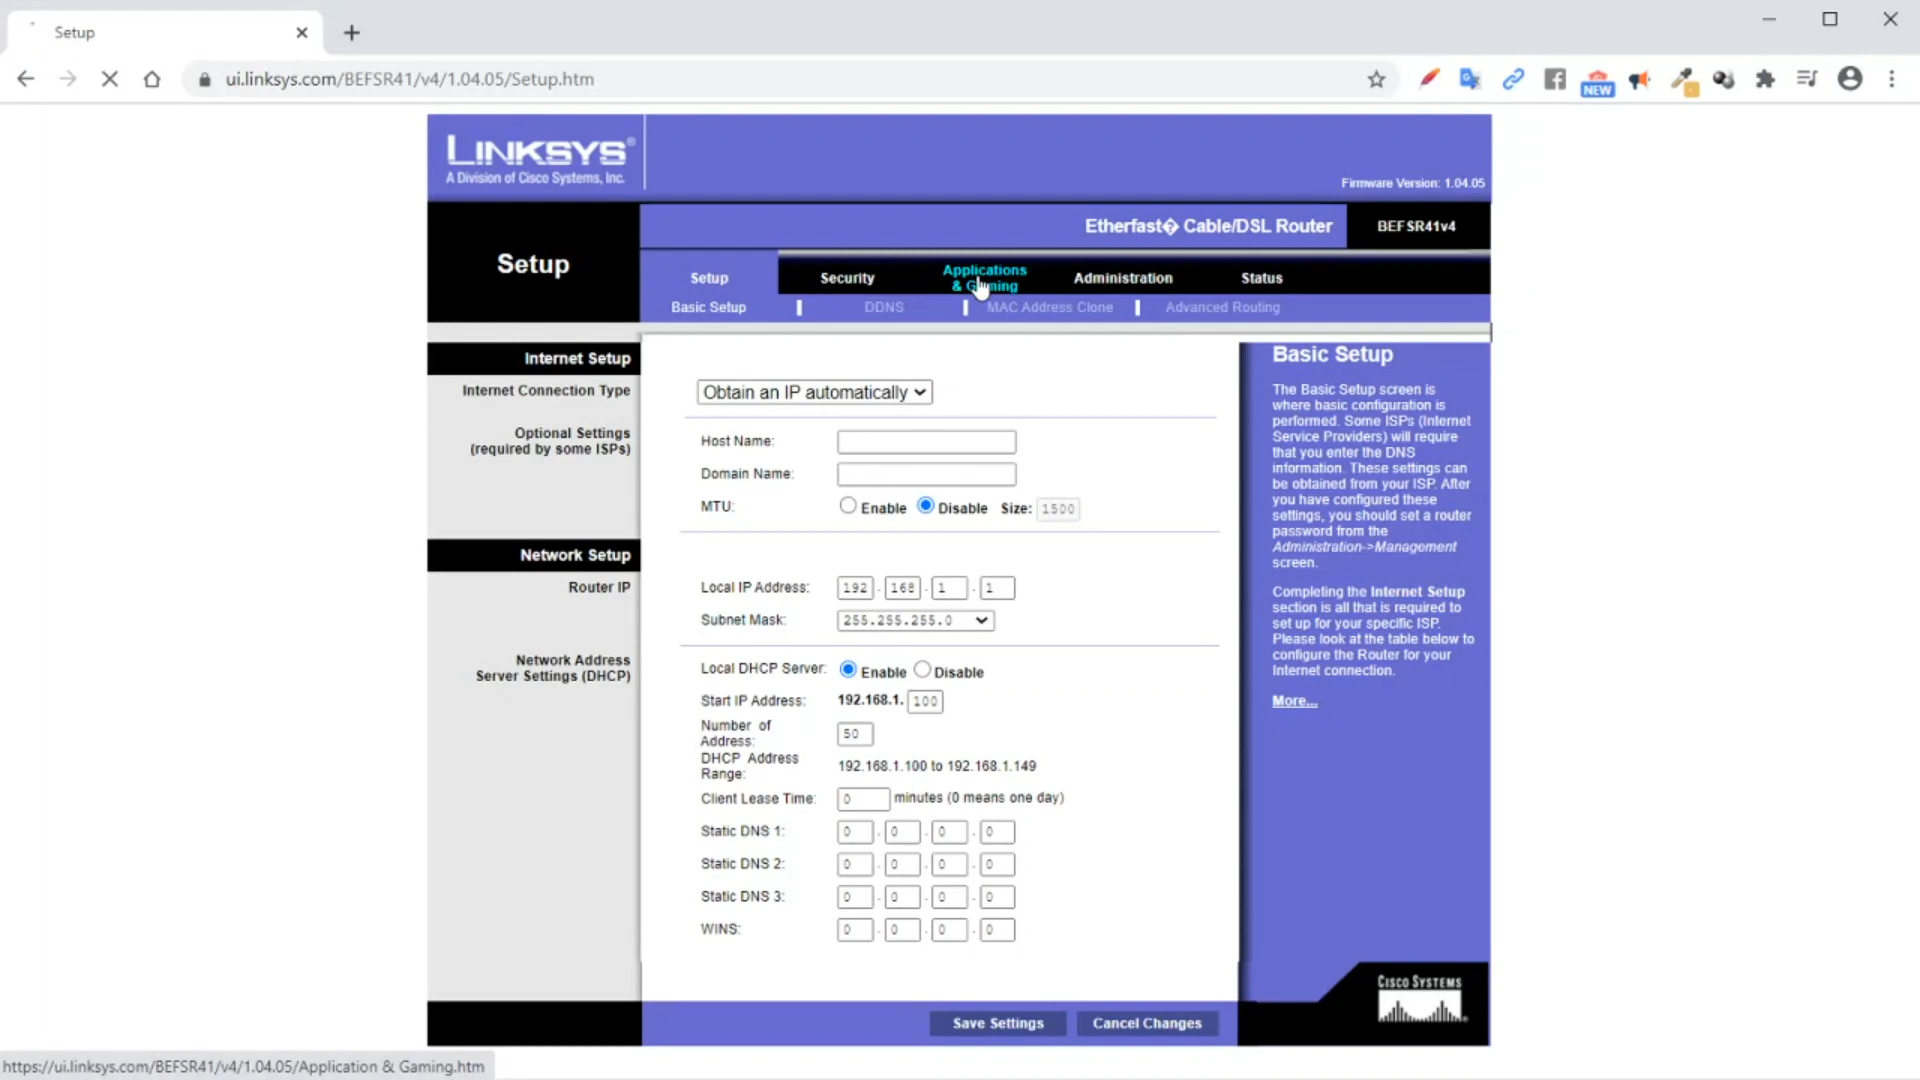 Setup
ui.linksys.com/BEFSR41/v4/1.04.05/Setup.htm
NEW
LINKSYS®
A Division of Cisco Systems, Inc.
Firmware Version: 1.04.05
Etherfast� Cable/DSL Router
BEFSR41v4
Setup
Setup
Security
Applications
& Gaming
Administration
Status
Basic Setup
DDNS
MAC Address Clone
Advanced Routing
Internet Setup
Internet Connection Type
Obtain an IP automatically
Optional Settings
(required by some ISPs)
Host Name:
Domain Name:
MTU: Enable Disable Size: 1500
Network Setup
Router IP
Local IP Address: 192 . 168 . 1 . 1
Subnet Mask: 255.255.255.0
Network Address
Server Settings (DHCP)
Local DHCP Server: Enable Disable
Start IP Address: 192.168.1. 100
Number of
Address: 50
DHCP Address
Range: 192.168.1.100 to 192.168.1.149
Client Lease Time: 0 minutes (0 means one day)
Static DNS 1: 0 . 0 . 0 . 0
Static DNS 2: 0 . 0 . 0 . 0
Static DNS 3: 0 . 0 . 0 . 0
WINS: 0 . 0 . 0 . 0
Basic Setup
The Basic Setup screen is
where basic configuration is
performed. Some ISPs (Internet
Service Providers) will require
that you enter the DNS
information. These settings can
be obtained from your ISP. After
you have configured these
settings, you should set a router
password from the
Administration->Management
screen.
Completing the Internet Setup
section is all that is required to
set up for your specific ISP.
Please look at the table below to
configure the Router for your
Internet connection.
More...
Save Settings
Cancel Changes
CISCO SYSTEMS
https://ui.linksys.com/BEFSR41/v4/1.04.05/Application & Gaming.htm